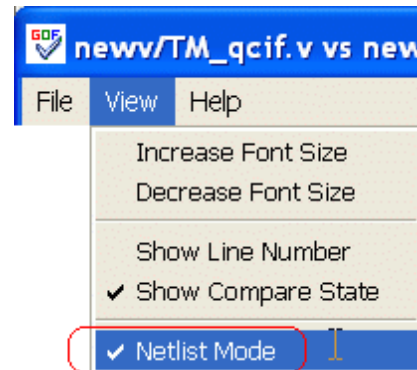 GOF newv/TM_qcif.v vs new
File View Help
Increase Font Size
Decrease Font Size
Show Line Number
✓ Show Compare State
✓ Netlist Mode